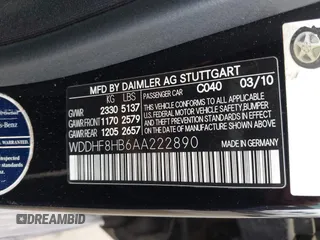 MFD BY DAIMLER AG STUTTGART
KG LBS PASSENGER CAR C040 03/10
GVWR 2330 5137
GAWR FRONT 1170 2579
GAWR REAR 1205 2657
THIS VEHICLE CONFORMS TO ALL
APPLICABLE FEDERAL MOTOR
VEHICLE SAFETY, BUMPER,
AND THEFT PREVENTION
STANDARDS IN EFFECT ON THE DATE
OF MANUFACTURE SHOWN ABOVE
WDDHF8HB6AA222890
MADE IN GERMANY
s-Benz
DREAMBID